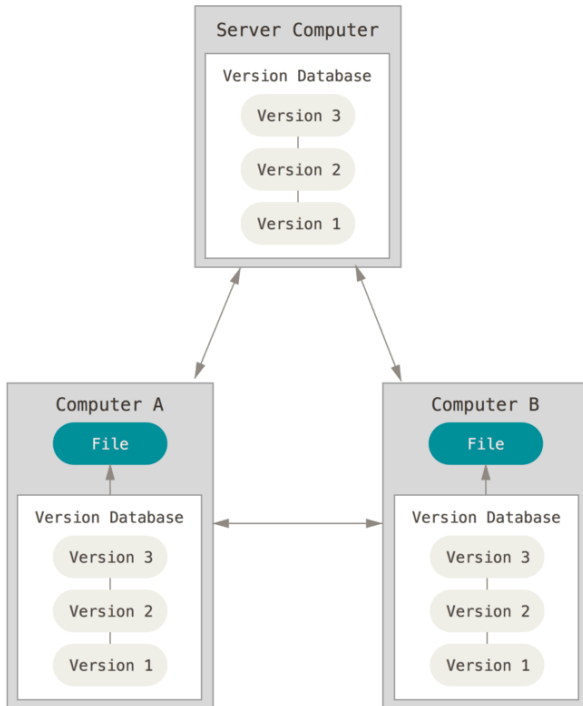 Server Computer
Version Database
Version 3
Version 2
Version 1
Computer A
File
Version Database
Version 3
Version 2
Version 1
Computer B
File
Version Database
Version 3
Version 2
Version 1